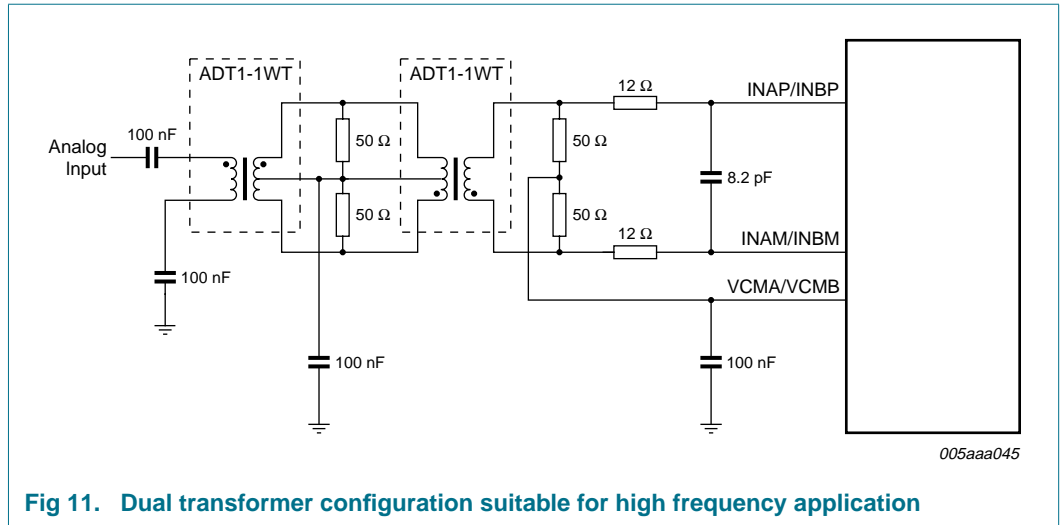 ADT1-1WT
ADT1-1WT
12 Ω
INAP/INBP
100 nF
Analog
Input
50 Ω
50 Ω
8.2 pF
50 Ω
50 Ω
12 Ω
INAM/INBM
100 nF
VCMA/VCMB
100 nF
100 nF
005aaa045
Fig 11. Dual transformer configuration suitable for high frequency application